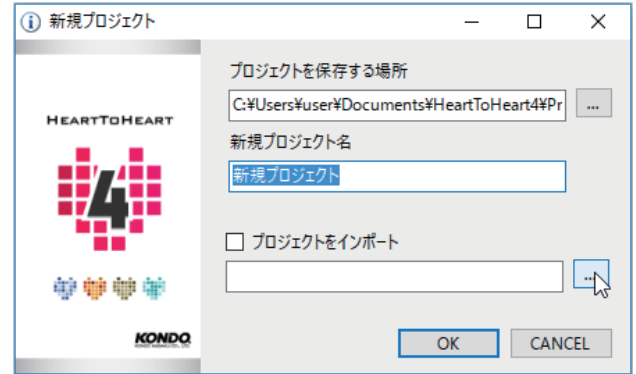 新規プロジェクト
プロジェクトを保存する場所
C:¥Users¥user¥Documents¥HeartToHeart4¥Pr
...
HEARTTOHEART
4
新規プロジェクト名
新規プロジェクト
プロジェクトをインポート
...
KONDO
OK
CANCEL